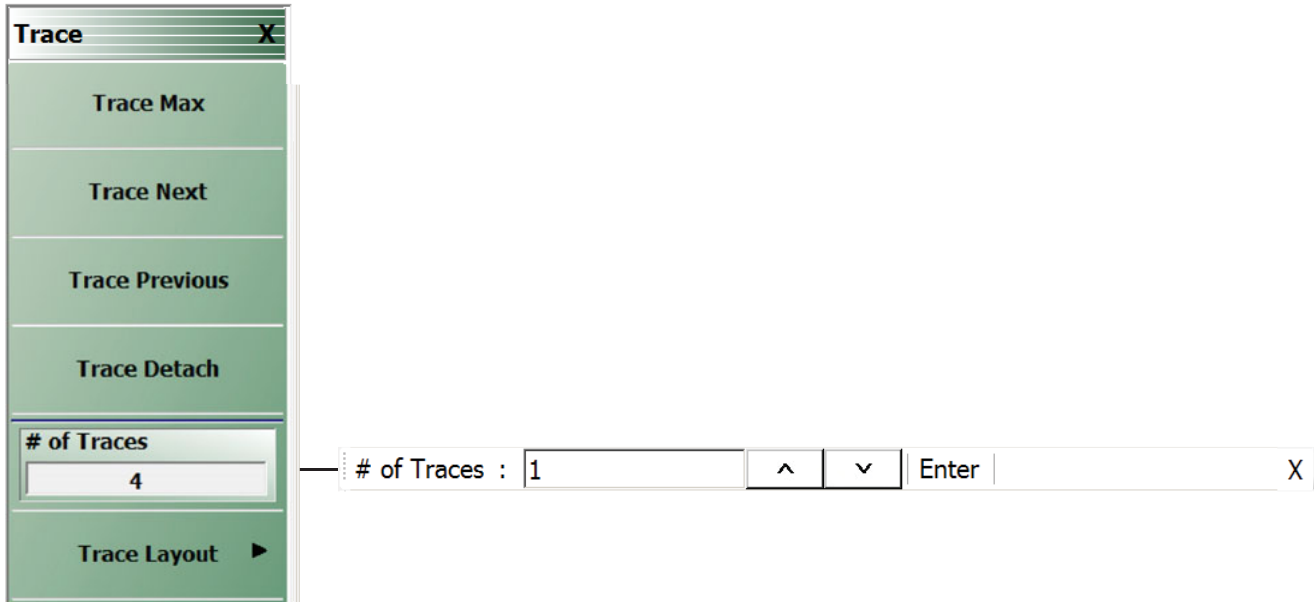 Trace X
Trace Max
Trace Next
Trace Previous
Trace Detach
# of Traces
4
# of Traces : 1 ^ v Enter X
Trace Layout ▶